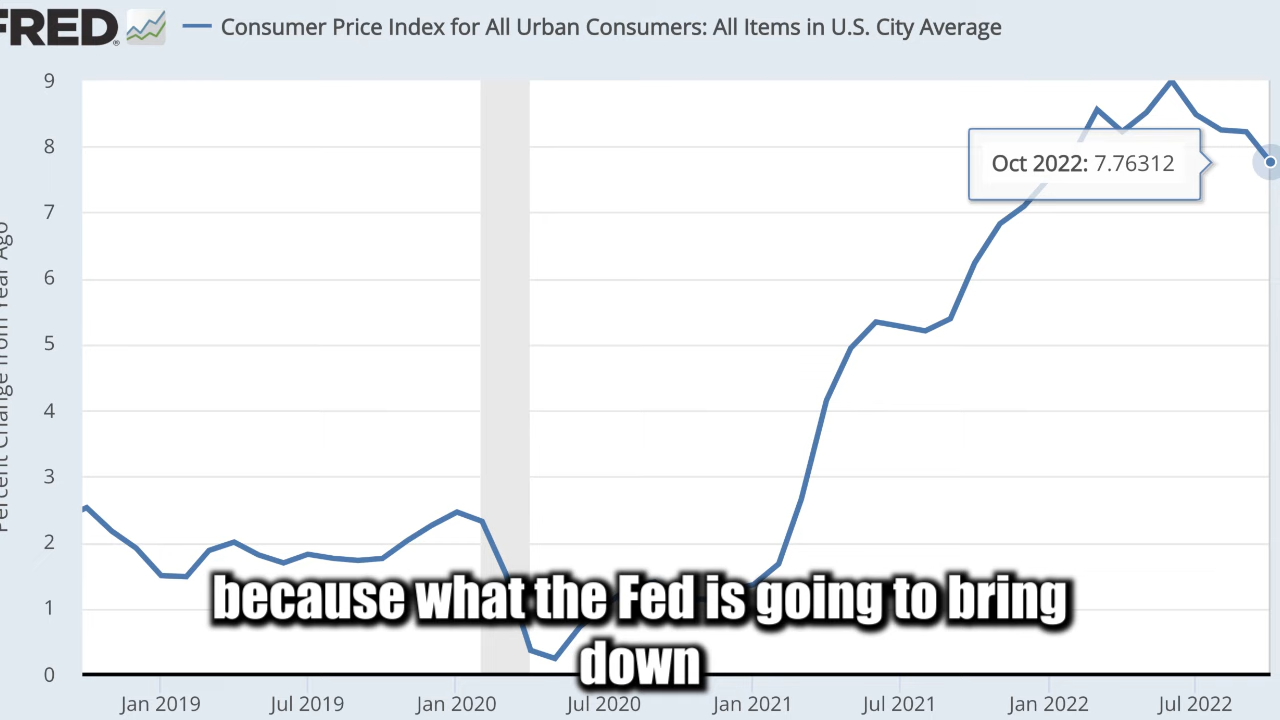 FRED® Consumer Price Index for All Urban Consumers: All Items in U.S. City Average
9
8
7
6
5
4
3
2
1
0
Percent Change from Year Ago
Oct 2022: 7.76312
because what the Fed is going to bring
down
Jan 2019 Jul 2019 Jan 2020 Jul 2020 Jan 2021 Jul 2021 Jan 2022 Jul 2022